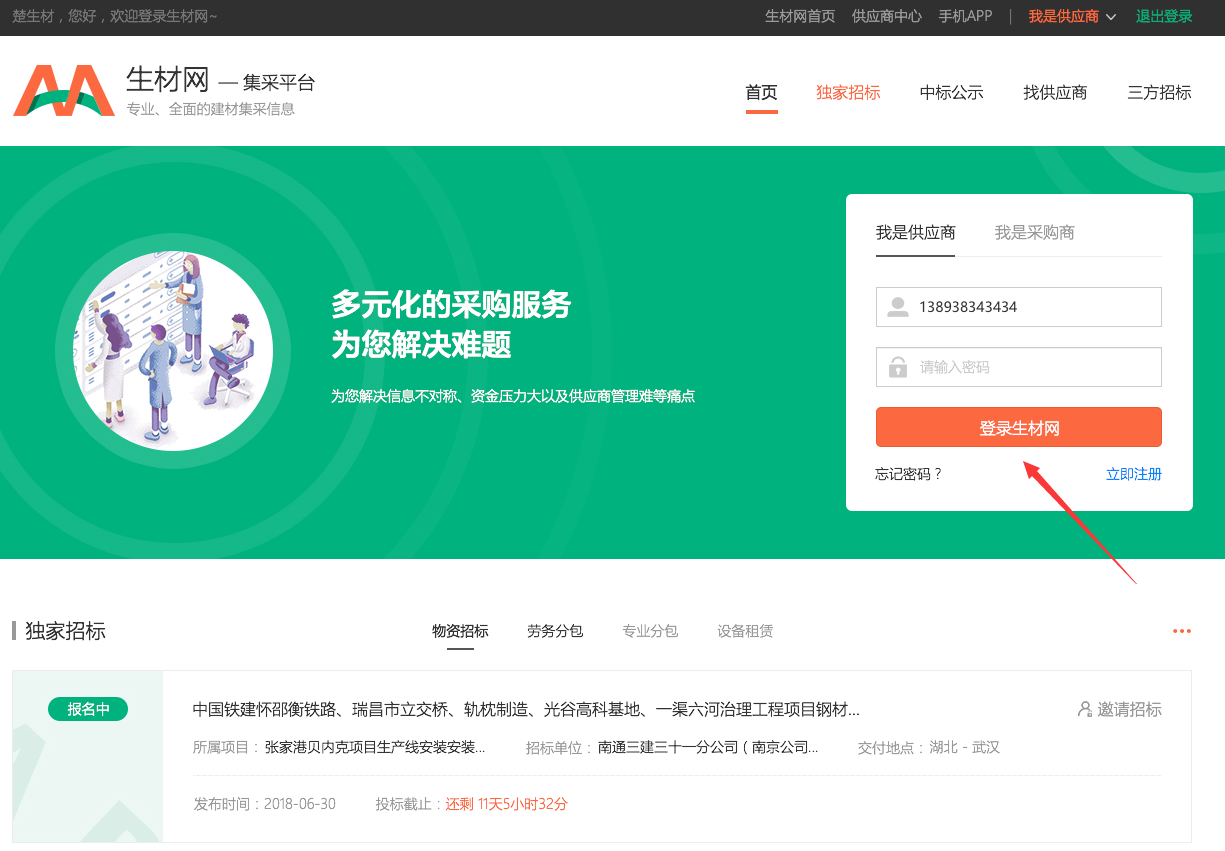 楚生材，您好，欢迎登录生材网~
生材网首页 供应商中心 手机APP | 我是供应商 退出登录
生材网 — 集采平台
专业、全面的建材集采信息
首页 独家招标 中标公示 找供应商 三方招标
多元化的采购服务
为您解决难题
为您解决信息不对称、资金压力大以及供应商管理难等痛点
我是供应商 我是采购商
138938343434
请输入密码
登录生材网
忘记密码？ 立即注册
独家招标
物资招标 劳务分包 专业分包 设备租赁
报名中
中国铁建怀邵衡铁路、瑞昌市立交桥、轨枕制造、光谷高科基地、一渠六河治理工程项目钢材...
邀请招标
所属项目：张家港贝内克项目生产线安装安装... 招标单位：南通三建三十一分公司（南京公司... 交付地点：湖北 - 武汉
发布时间：2018-06-30 投标截止：还剩 11天5小时32分